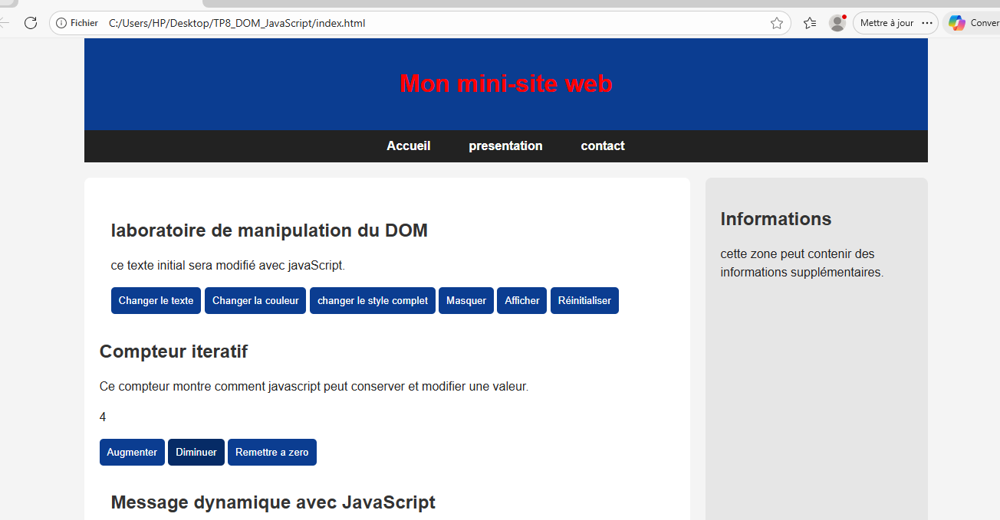 Fichier C:/Users/HP/Desktop/TP8_DOM_JavaScript/index.html Mettre à jour Conver
Mon mini-site web
Accueil presentation contact
laboratoire de manipulation du DOM
ce texte initial sera modifié avec javaScript.
Changer le texte Changer la couleur changer le style complet Masquer Afficher Réinitialiser
Compteur iteratif
Ce compteur montre comment javascript peut conserver et modifier une valeur.
4
Augmenter Diminuer Remettre a zero
Message dynamique avec JavaScript
Informations
cette zone peut contenir des
informations supplémentaires.